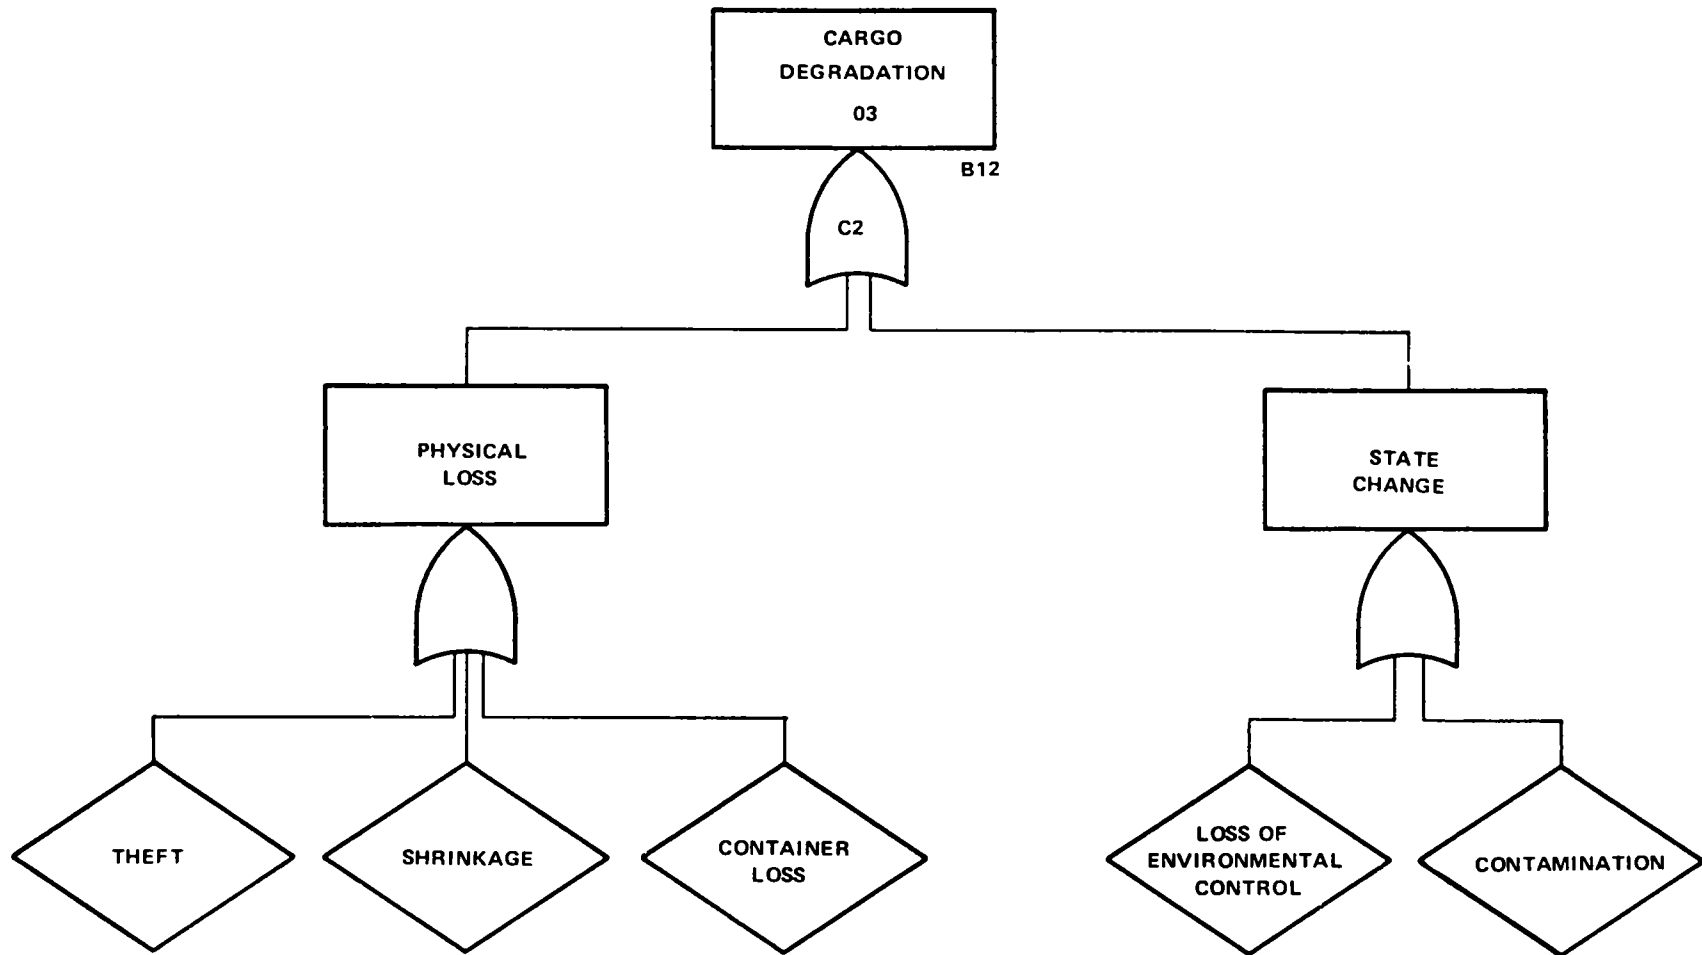 CARGO
DEGRADATION
03
B12
C2
PHYSICAL
LOSS
STATE
CHANGE
THEFT
SHRINKAGE
CONTAINER
LOSS
LOSS OF
ENVIRONMENTAL
CONTROL
CONTAMINATION